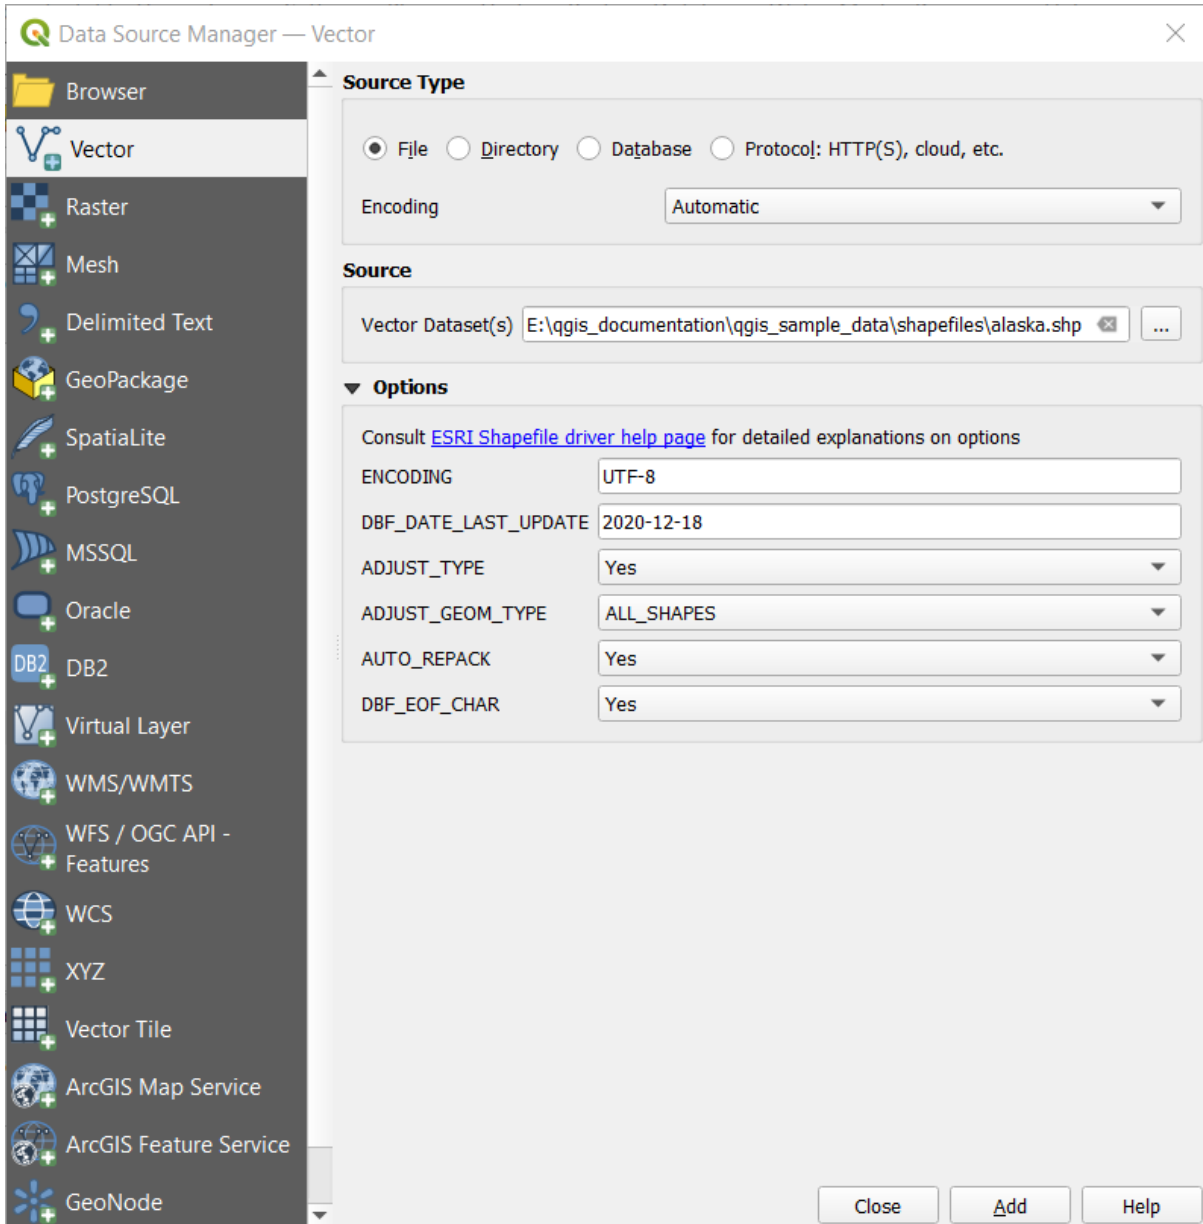 Data Source Manager — Vector
Browser
Vector
Raster
Mesh
Delimited Text
GeoPackage
SpatiaLite
PostgreSQL
MSSQL
Oracle
DB2 DB2
Virtual Layer
WMS/WMTS
WFS / OGC API -
Features
WCS
XYZ
Vector Tile
ArcGIS Map Service
ArcGIS Feature Service
GeoNode
Source Type
File Directory Database Protocol: HTTP(S), cloud, etc.
Encoding Automatic
Source
Vector Dataset(s) E:\qgis_documentation\qgis_sample_data\shapefiles\alaska.shp ...
Options
Consult ESRI Shapefile driver help page for detailed explanations on options
ENCODING UTF-8
DBF_DATE_LAST_UPDATE 2020-12-18
ADJUST_TYPE Yes
ADJUST_GEOM_TYPE ALL_SHAPES
AUTO_REPACK Yes
DBF_EOF_CHAR Yes
Close Add Help